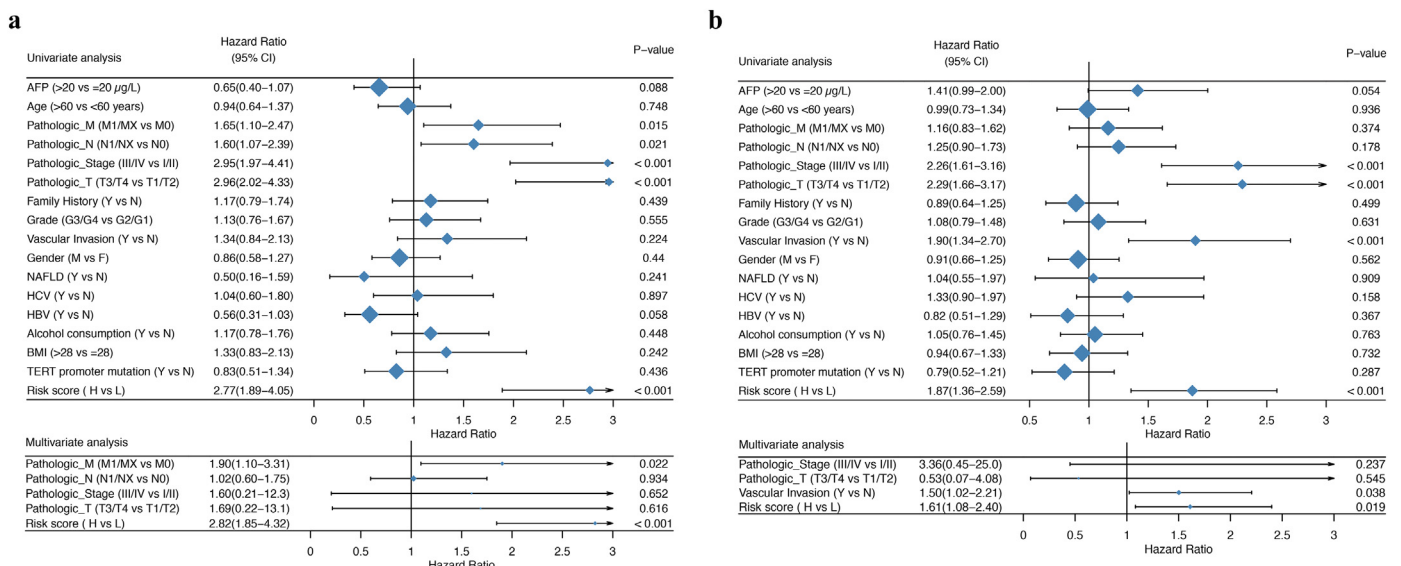 a
Hazard Ratio
(95% CI)
Univariate analysis
P-value
AFP (>20 vs =20 µg/L) 0.65(0.40-1.07) 0.088
Age (>60 vs <60 years) 0.94(0.64-1.37) 0.748
Pathologic_M (M1/MX vs M0) 1.65(1.10-2.47) 0.015
Pathologic_N (N1/NX vs N0) 1.60(1.07-2.39) 0.021
Pathologic_Stage (III/IV vs I/II) 2.95(1.97-4.41) <0.001
Pathologic_T (T3/T4 vs T1/T2) 2.96(2.02-4.33) <0.001
Family History (Y vs N) 1.17(0.79-1.74) 0.439
Grade (G3/G4 vs G2/G1) 1.13(0.76-1.67) 0.555
Vascular Invasion (Y vs N) 1.34(0.84-2.13) 0.224
Gender (M vs F) 0.86(0.58-1.27) 0.44
NAFLD (Y vs N) 0.50(0.16-1.59) 0.241
HCV (Y vs N) 1.04(0.60-1.80) 0.897
HBV (Y vs N) 0.56(0.31-1.03) 0.058
Alcohol consumption (Y vs N) 1.17(0.78-1.76) 0.448
BMI (>28 vs =28) 1.33(0.83-2.13) 0.242
TERT promoter mutation (Y vs N) 0.83(0.51-1.34) 0.436
Risk score ( H vs L) 2.77(1.89-4.05) <0.001
0 0.5 1 1.5 2 2.5 3
Hazard Ratio
Multivariate analysis
Pathologic_M (M1/MX vs M0) 1.90(1.10-3.31) 0.022
Pathologic_N (N1/NX vs N0) 1.02(0.60-1.75) 0.934
Pathologic_Stage (III/IV vs I/II) 1.60(0.21-12.3) 0.652
Pathologic_T (T3/T4 vs T1/T2) 1.69(0.22-13.1) 0.616
Risk score ( H vs L) 2.82(1.85-4.32) <0.001
0 0.5 1 1.5 2 2.5 3
Hazard Ratio
b
Hazard Ratio
(95% CI)
Univariate analysis
P-value
AFP (>20 vs =20 µg/L) 1.41(0.99-2.00) 0.054
Age (>60 vs <60 years) 0.99(0.73-1.34) 0.936
Pathologic_M (M1/MX vs M0) 1.16(0.83-1.62) 0.374
Pathologic_N (N1/NX vs N0) 1.25(0.90-1.73) 0.178
Pathologic_Stage (III/IV vs I/II) 2.26(1.61-3.16) <0.001
Pathologic_T (T3/T4 vs T1/T2) 2.29(1.66-3.17) <0.001
Family History (Y vs N) 0.89(0.64-1.25) 0.499
Grade (G3/G4 vs G2/G1) 1.08(0.79-1.48) 0.631
Vascular Invasion (Y vs N) 1.90(1.34-2.70) <0.001
Gender (M vs F) 0.91(0.66-1.25) 0.562
NAFLD (Y vs N) 1.04(0.55-1.97) 0.909
HCV (Y vs N) 1.33(0.90-1.97) 0.158
HBV (Y vs N) 0.82 (0.51-1.29) 0.367
Alcohol consumption (Y vs N) 1.05(0.76-1.45) 0.763
BMI (>28 vs =28) 0.94(0.67-1.33) 0.732
TERT promoter mutation (Y vs N) 0.79(0.52-1.21) 0.287
Risk score ( H vs L) 1.87(1.36-2.59) <0.001
0.5 1 1.5 2 2.5 3
Hazard Ratio
Multivariate analysis
Pathologic_Stage (III/IV vs I/II) 3.36(0.45-25.0) 0.237
Pathologic_T (T3/T4 vs T1/T2) 0.53(0.07-4.08) 0.545
Vascular Invasion (Y vs N) 1.50(1.02-2.21) 0.038
Risk score ( H vs L) 1.61(1.08-2.40) 0.019
0 0.5 1 1.5 2 2.5 3
Hazard Ratio